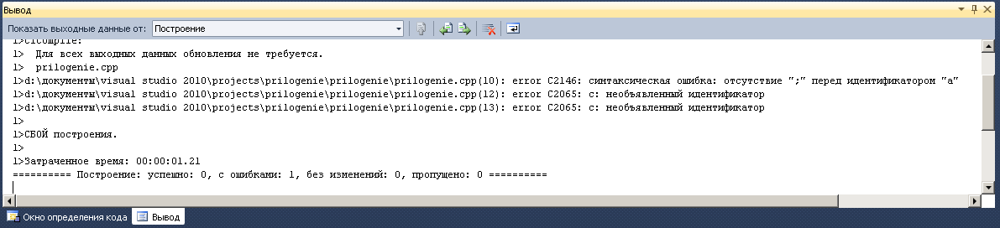 Вывод
Показать выходные данные от: Построение
1>ClCompile:
1>  Для всех выходных данных обновления не требуется.
1>  prilogenie.cpp
1>d:\документы\visual studio 2010\projects\prilogenie\prilogenie\prilogenie.cpp(10): error C2146: синтаксическая ошибка: отсутствие ";" перед идентификатором "a"
1>d:\документы\visual studio 2010\projects\prilogenie\prilogenie\prilogenie.cpp(12): error C2065: c: необъявленный идентификатор
1>d:\документы\visual studio 2010\projects\prilogenie\prilogenie\prilogenie.cpp(13): error C2065: c: необъявленный идентификатор
1>
1>СБОЙ построения.
1>
1>Затраченное время: 00:00:01.21
========== Построение: успешно: 0, с ошибками: 1, без изменений: 0, пропущено: 0 ==========
Окно определения кода Вывод